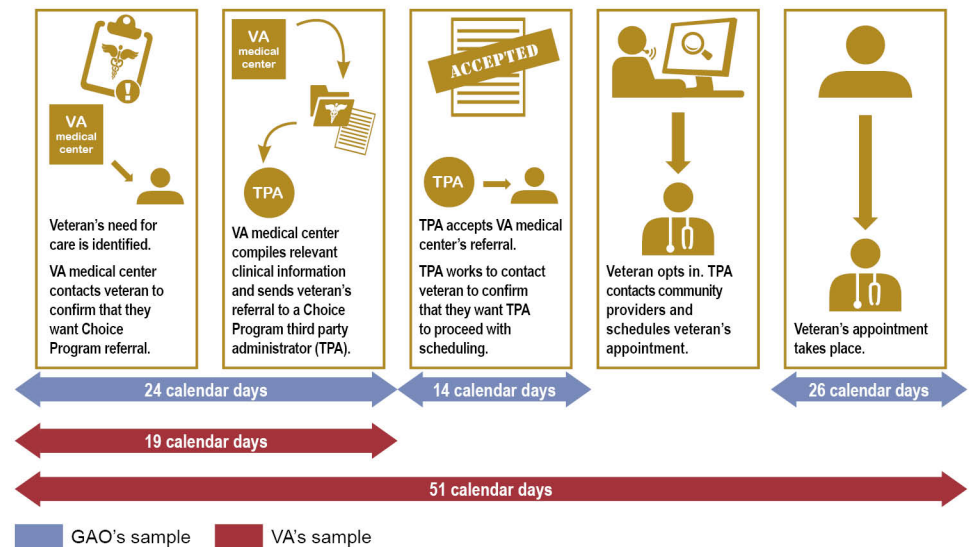 VA
medical
center
Veteran's need for
care is identified.
VA medical center
contacts veteran to
confirm that they
want Choice
Program referral.
VA
medical
center
TPA
VA medical center
compiles relevant
clinical information
and sends veteran's
referral to a Choice
Program third party
administrator (TPA).
ACCEPTED
TPA
TPA accepts VA medical
center's referral.
TPA works to contact
veteran to confirm
that they want TPA
to proceed with
scheduling.
Veteran opts in. TPA
contacts community
providers and
schedules veteran's
appointment.
Veteran's appointment
takes place.
24 calendar days
14 calendar days
26 calendar days
19 calendar days
51 calendar days
GAO's sample
VA's sample